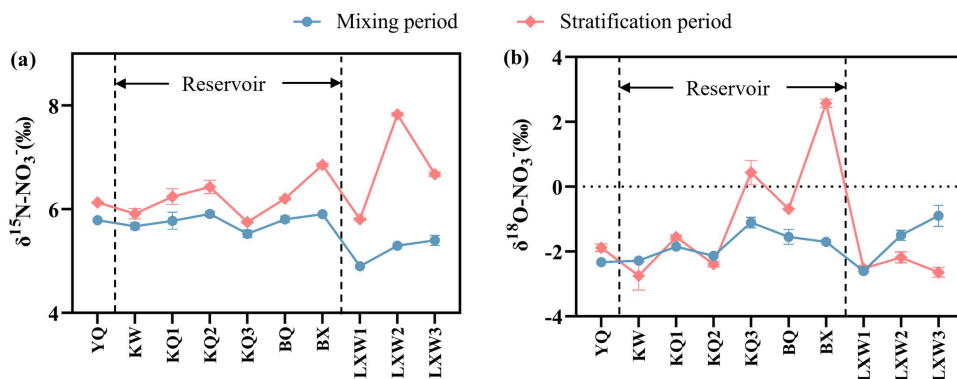 Mixing period
Stratification period
(a)
Reservoir
δ¹⁵N-NO₃⁻(‰)
8
6
4
YQ
KW
KQ1
KQ2
KQ3
BQ
BX
LXW1
LXW2
LXW3
(b)
Reservoir
δ¹⁸O-NO₃⁻(‰)
4
2
0
-2
-4
YQ
KW
KQ1
KQ2
KQ3
BQ
BX
LXW1
LXW2
LXW3